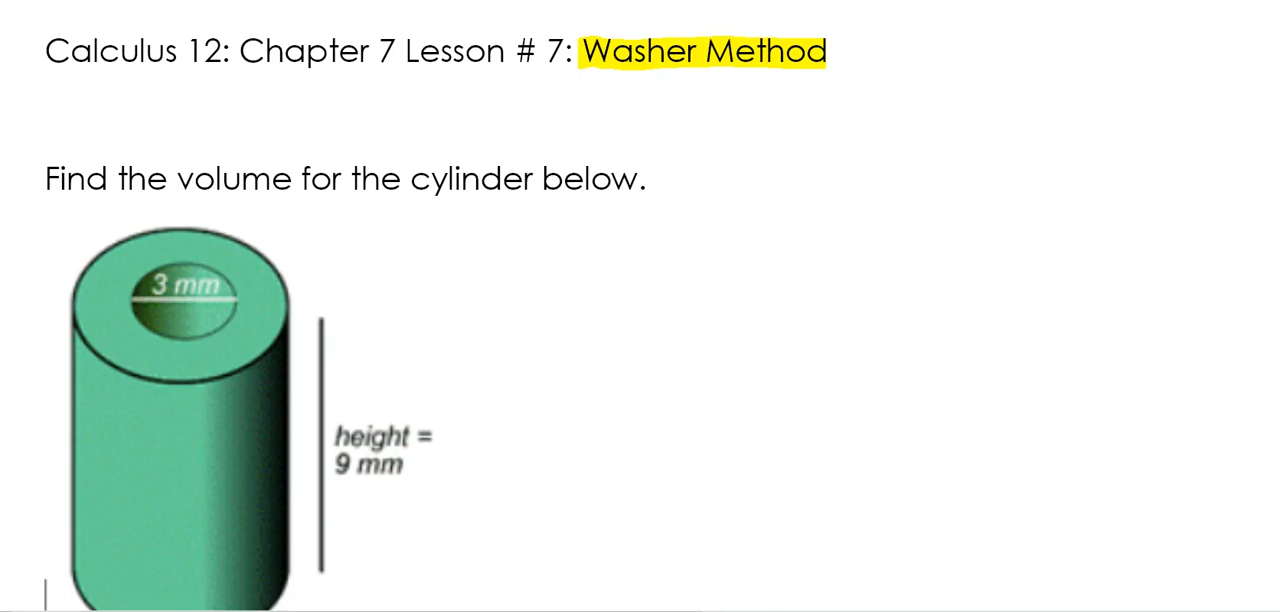 Calculus 12: Chapter 7 Lesson # 7: Washer Method
Find the volume for the cylinder below.
3 mm
height =
9 mm